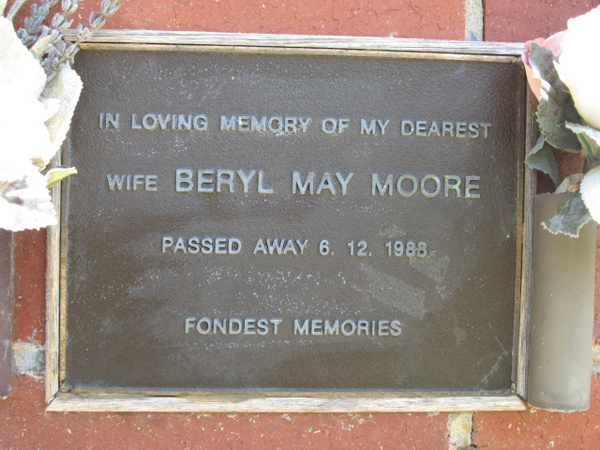 IN LOVING MEMORY OF MY DEAREST
WIFE BERYL MAY MOORE
PASSED AWAY 6. 12. 1988
FONDEST MEMORIES